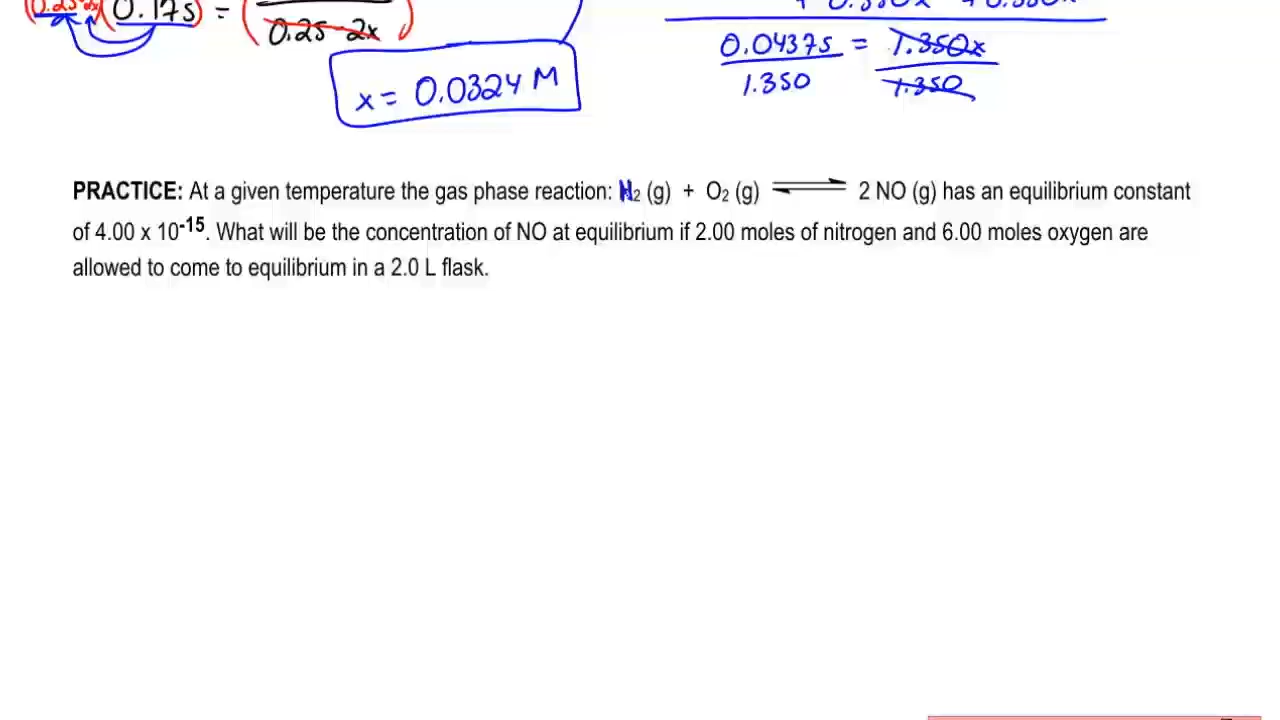 (0.25-2x)(0.175) =
0.25-2x
x = 0.0324 M
0.04375 = 1.350x
1.350 1.350
PRACTICE: At a given temperature the gas phase reaction: N₂ (g) + O₂ (g) ⇌ 2 NO (g) has an equilibrium constant
of 4.00 x 10⁻¹⁵. What will be the concentration of NO at equilibrium if 2.00 moles of nitrogen and 6.00 moles oxygen are
allowed to come to equilibrium in a 2.0 L flask.